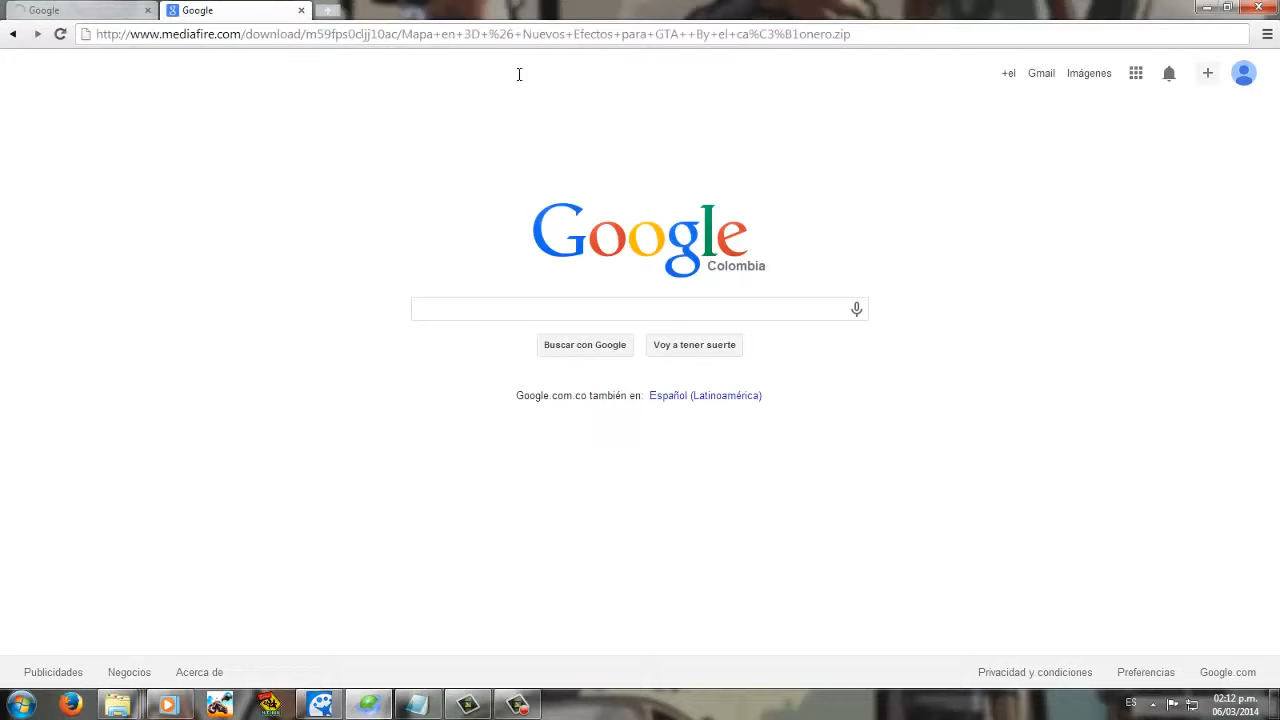 Google
Google
http://www.mediafire.com/download/m59fps0cljj10ac/Mapa+en+3D+%26+Nuevos+Efectos+para+GTA++By+el+ca%C3%B1onero.zip
+el Gmail Imágenes
Google
Colombia
Buscar con Google Voy a tener suerte
Google.com.co también en: Español (Latinoamérica)
Publicidades Negocios Acerca de Privacidad y condiciones Preferencias Google.com
ES 02:12 p.m.
06/03/2014